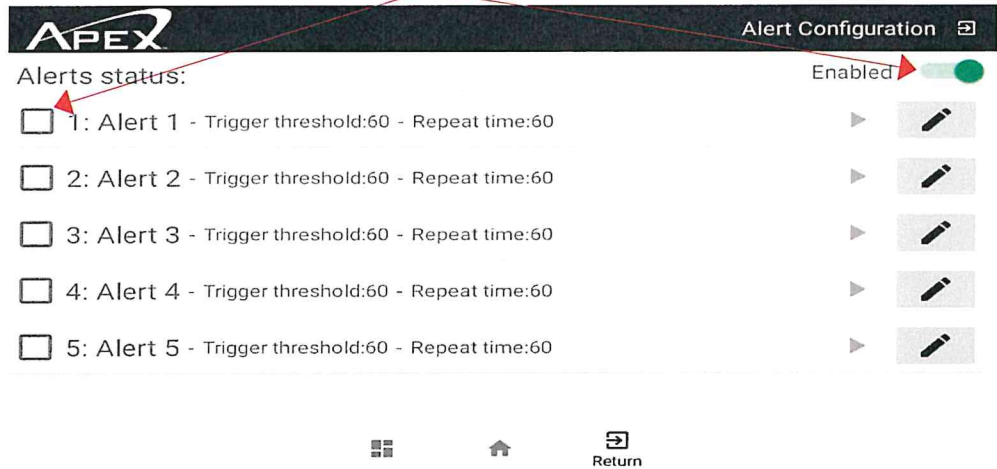 APEX
Alert Configuration
Alerts status:
Enabled
1: Alert 1 - Trigger threshold:60 - Repeat time:60
2: Alert 2 - Trigger threshold:60 - Repeat time:60
3: Alert 3 - Trigger threshold:60 - Repeat time:60
4: Alert 4 - Trigger threshold:60 - Repeat time:60
5: Alert 5 - Trigger threshold:60 - Repeat time:60
Return